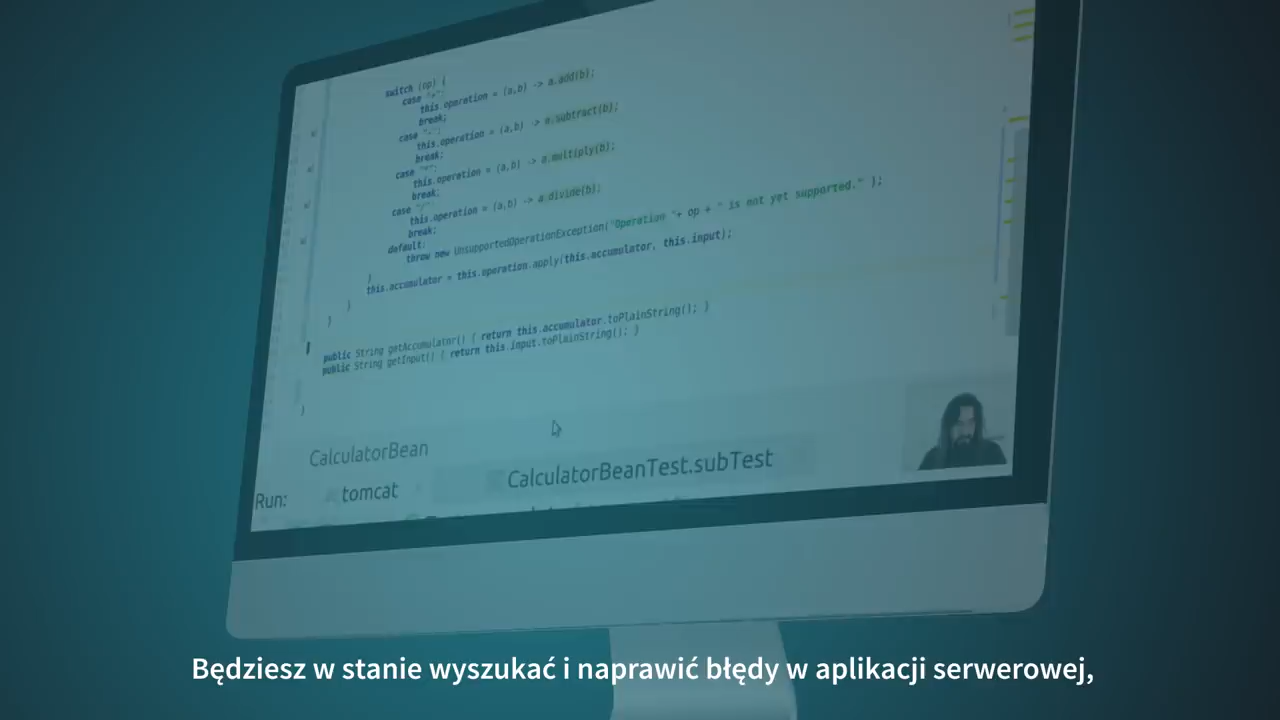 switch (op) {
case "+":
this.operation = (a,b) -> a.add(b);
break;
case "-":
this.operation = (a,b) -> a.subtract(b);
break;
case "*":
this.operation = (a,b) -> a.multiply(b);
break;
case "/":
this.operation = (a,b) -> a.divide(b);
break;
default:
throw new UnsupportedOperationException("Operation "+ op + " is not yet supported." );
}
this.accumulator = this.operation.apply(this.accumulator, this.input);
}
}
public String getAccumulator() { return this.accumulator.toPlainString(); }
public String getInput() { return this.input.toPlainString(); }
}
CalculatorBean
Run: tomcat CalculatorBeanTest.subTest
Będziesz w stanie wyszukać i naprawić błędy w aplikacji serwerowej,